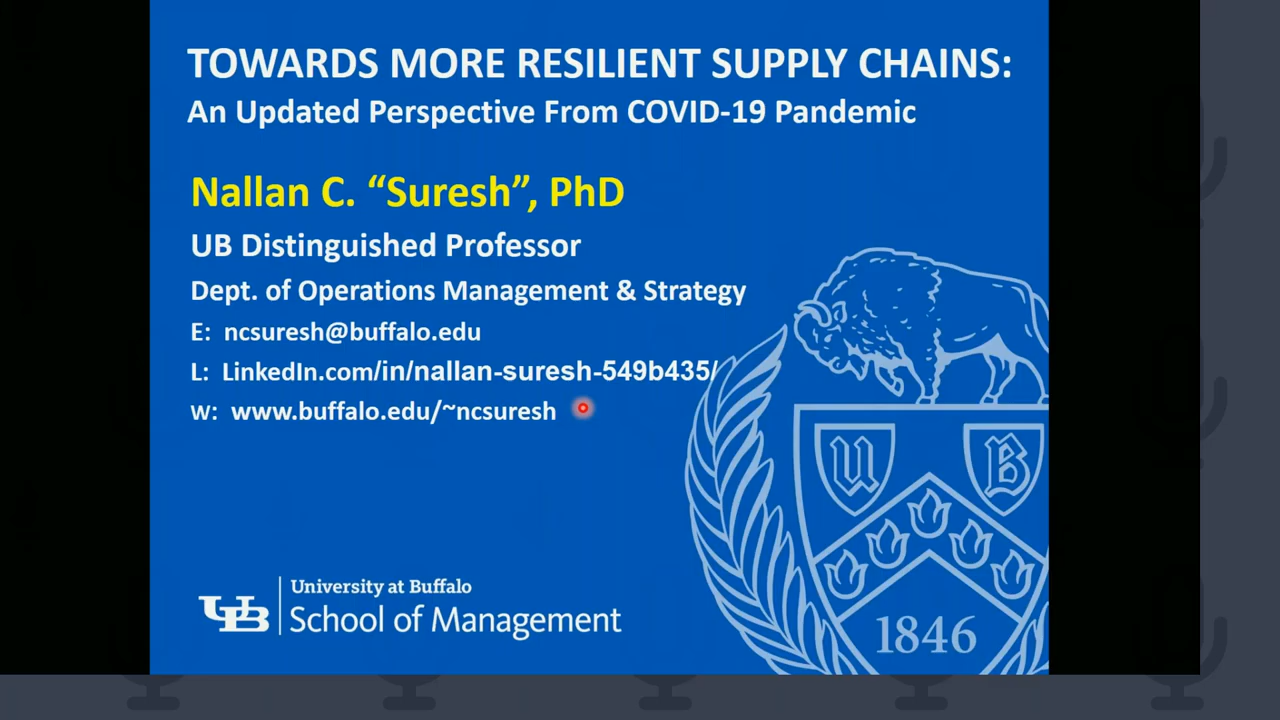 TOWARDS MORE RESILIENT SUPPLY CHAINS:
An Updated Perspective From COVID-19 Pandemic
Nallan C. “Suresh”, PhD
UB Distinguished Professor
Dept. of Operations Management & Strategy
E: ncsuresh@buffalo.edu
L: LinkedIn.com/in/nallan-suresh-549b435/
W: www.buffalo.edu/~ncsuresh
U B
1846
UB
University at Buffalo
School of Management